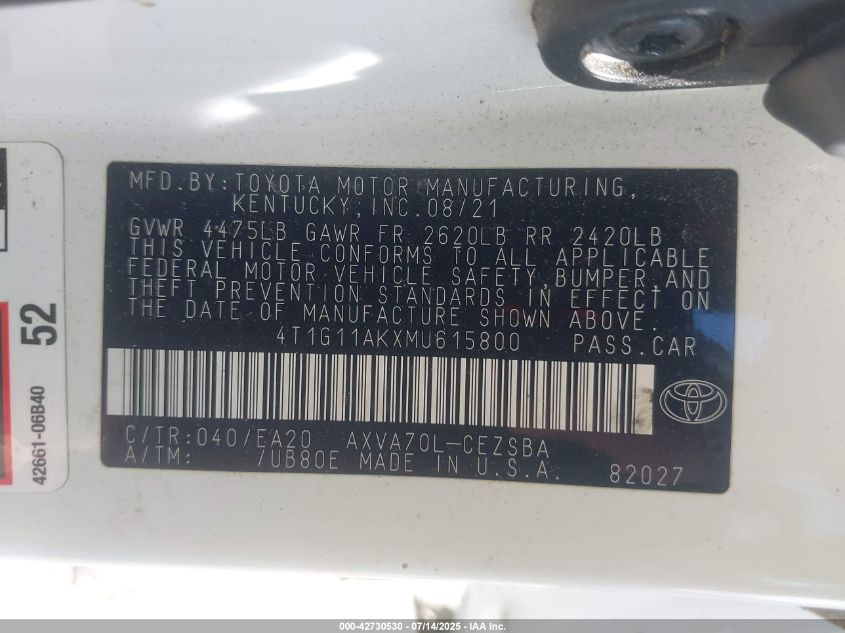 MFD.BY:TOYOTA MOTOR MANUFACTURING,
KENTUCKY,INC.08/21
GVWR 4475LB GAWR FR 2620LB RR 2420LB
THIS VEHICLE CONFORMS TO ALL APPLICABLE
FEDERAL MOTOR VEHICLE SAFETY,BUMPER,AND
THEFT PREVENTION STANDARDS IN EFFECT ON
THE DATE OF MANUFACTURE SHOWN ABOVE.
4T1G11AKXMU615800 PASS.CAR
C/TR:040/EA20 AXVA70L-CEZSBA
A/TM: /UB80E MADE IN U.S.A. 82027
52
42661-06B40
000-42730530 - 07/14/2025 - IAA Inc.